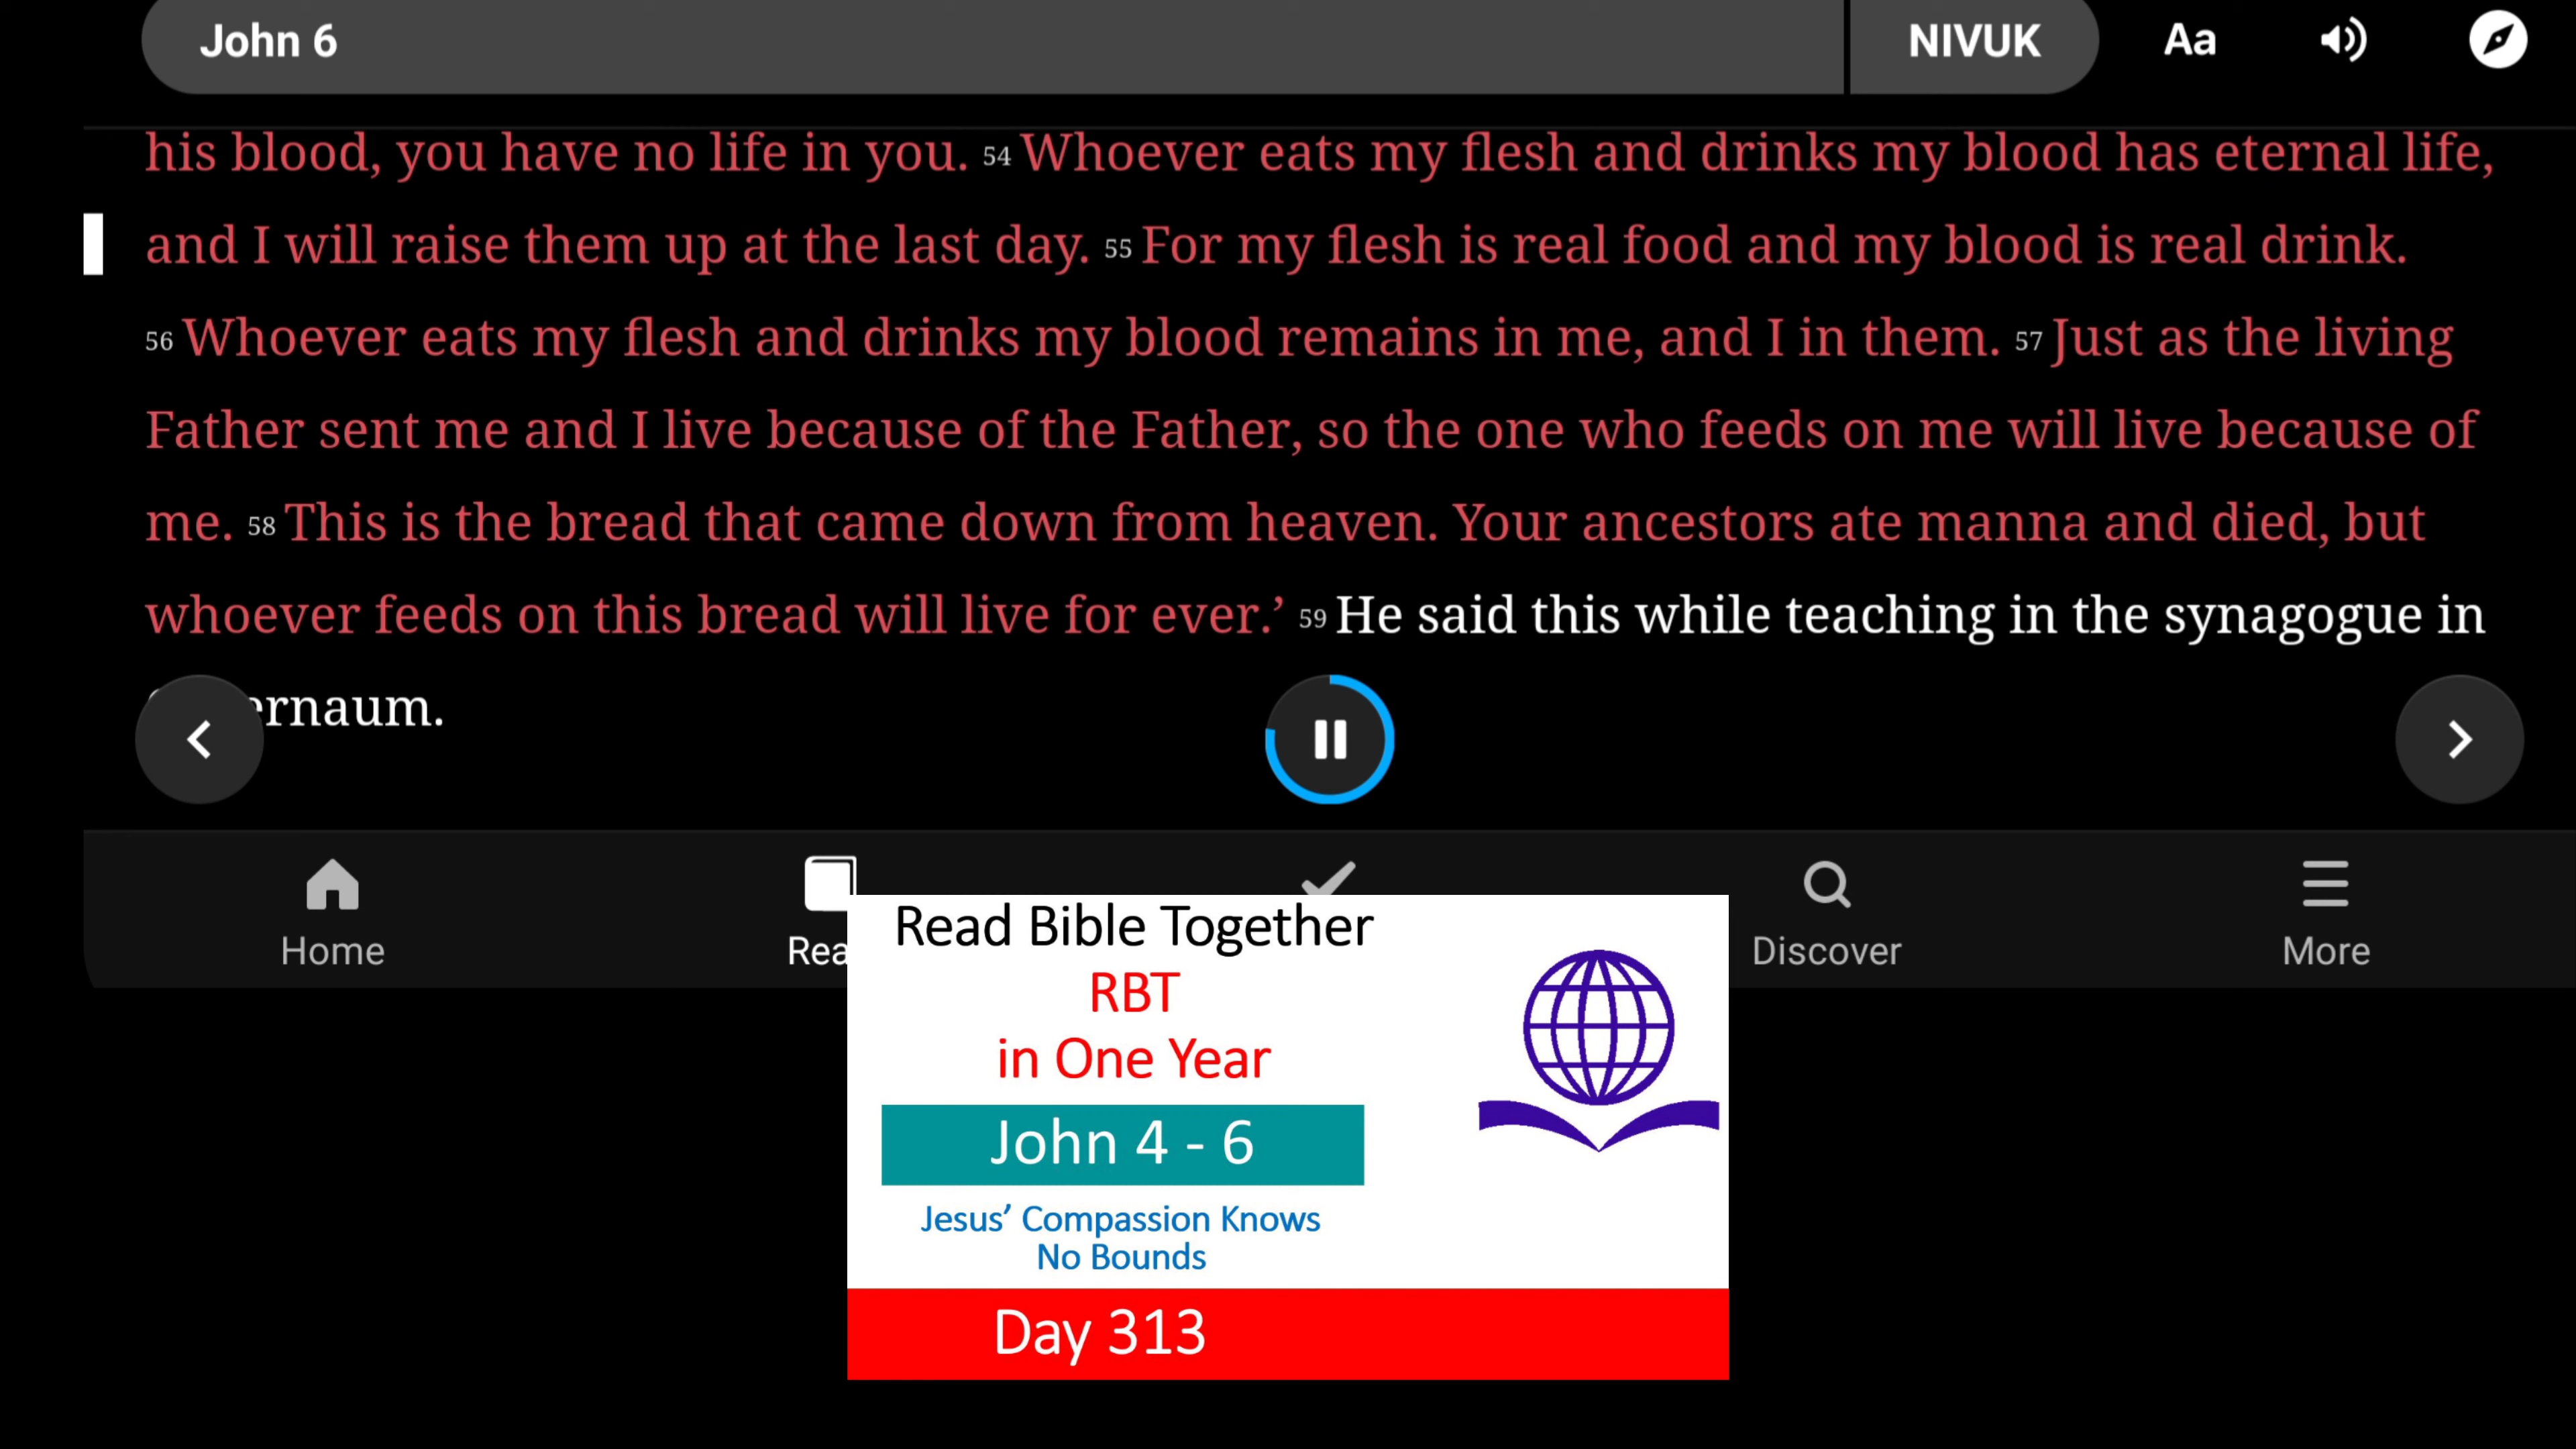 John 6
NIVUK
Aa
his blood, you have no life in you. 54 Whoever eats my flesh and drinks my blood has eternal life,
and I will raise them up at the last day. 55 For my flesh is real food and my blood is real drink.
56 Whoever eats my flesh and drinks my blood remains in me, and I in them. 57 Just as the living
Father sent me and I live because of the Father, so the one who feeds on me will live because of
me. 58 This is the bread that came down from heaven. Your ancestors ate manna and died, but
whoever feeds on this bread will live for ever.’ 59 He said this while teaching in the synagogue in
ernaum.
Home
Rea
Discover
More
Read Bible Together
RBT
in One Year
John 4 - 6
Jesus’ Compassion Knows
No Bounds
Day 313